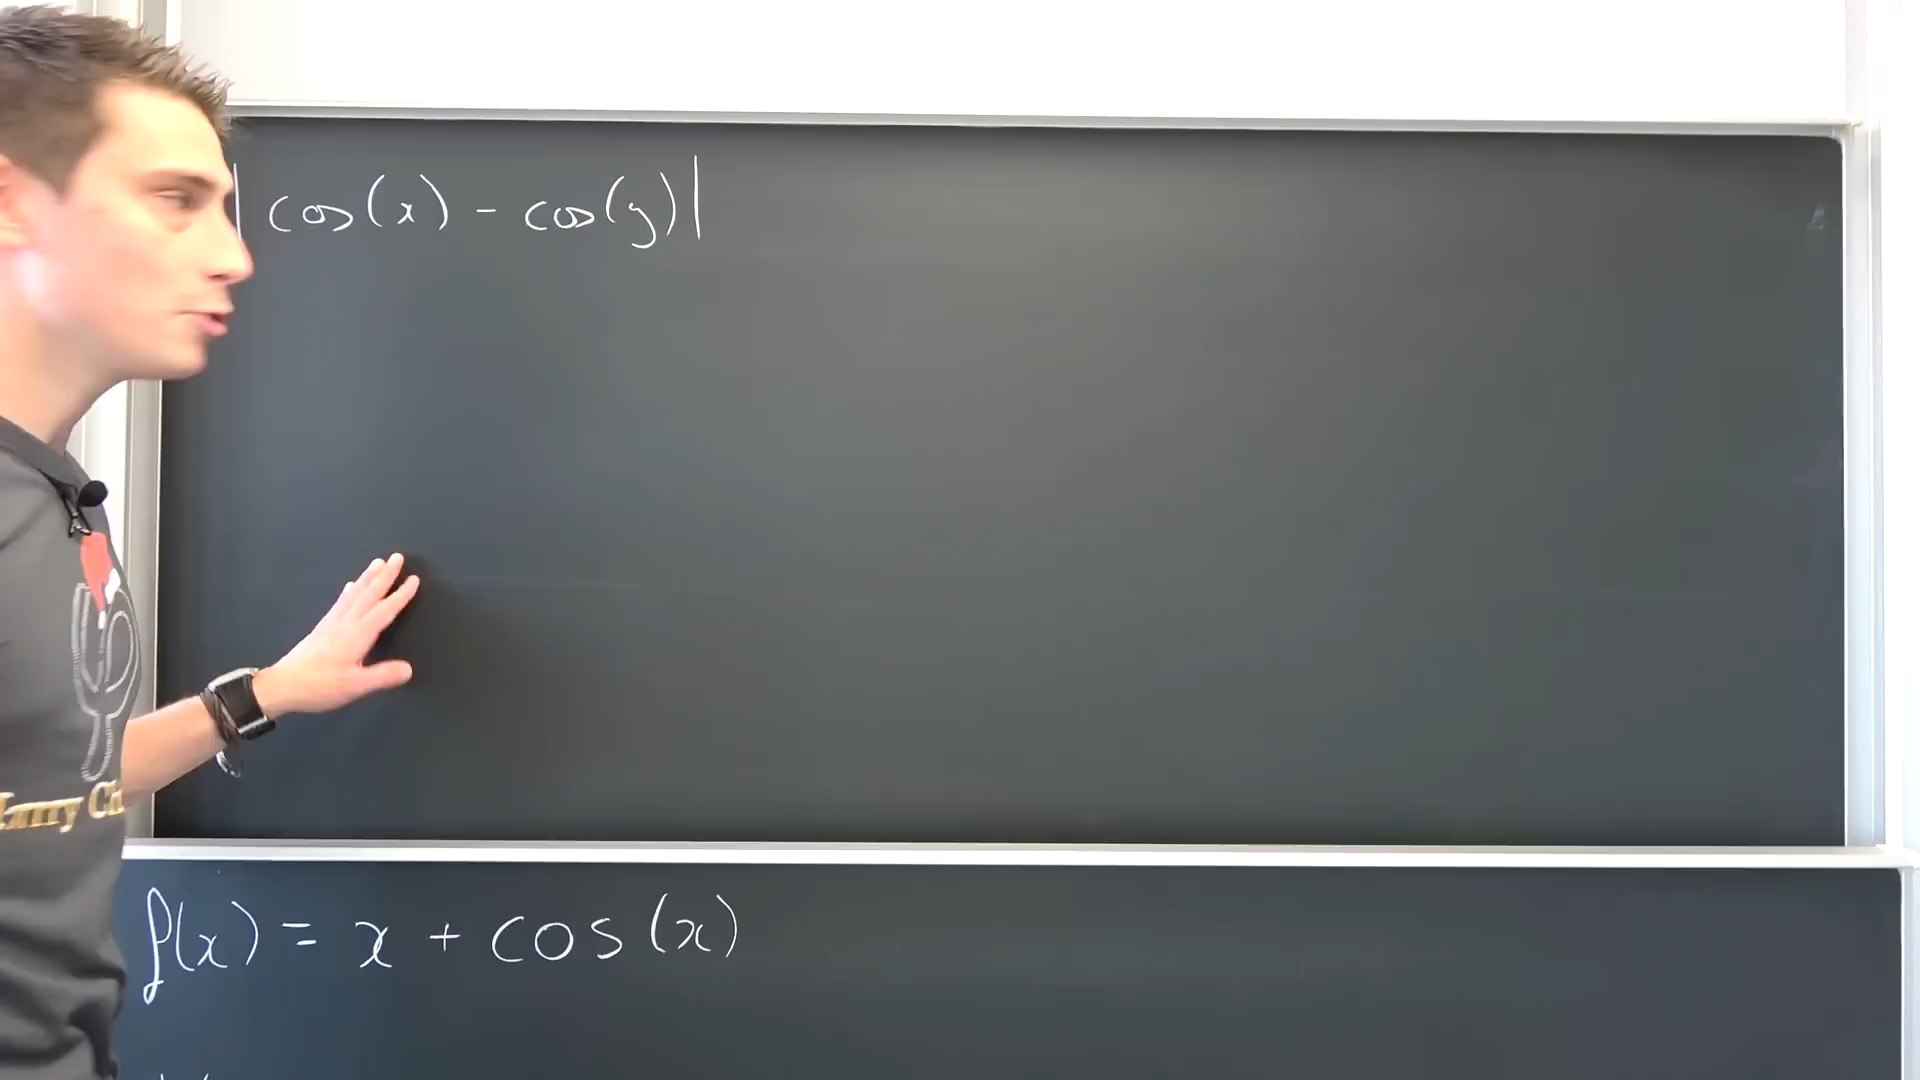 |cos(x) - cos(y)|
f(x) = x + cos(x)